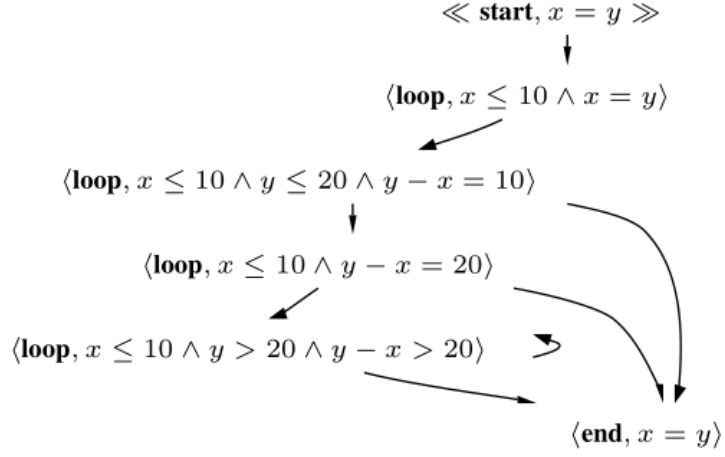 ≪ start, x = y ≫
⟨loop, x ≤ 10 ∧ x = y⟩
⟨loop, x ≤ 10 ∧ y ≤ 20 ∧ y − x = 10⟩
⟨loop, x ≤ 10 ∧ y − x = 20⟩
⟨loop, x ≤ 10 ∧ y > 20 ∧ y − x > 20⟩
⟨end, x = y⟩